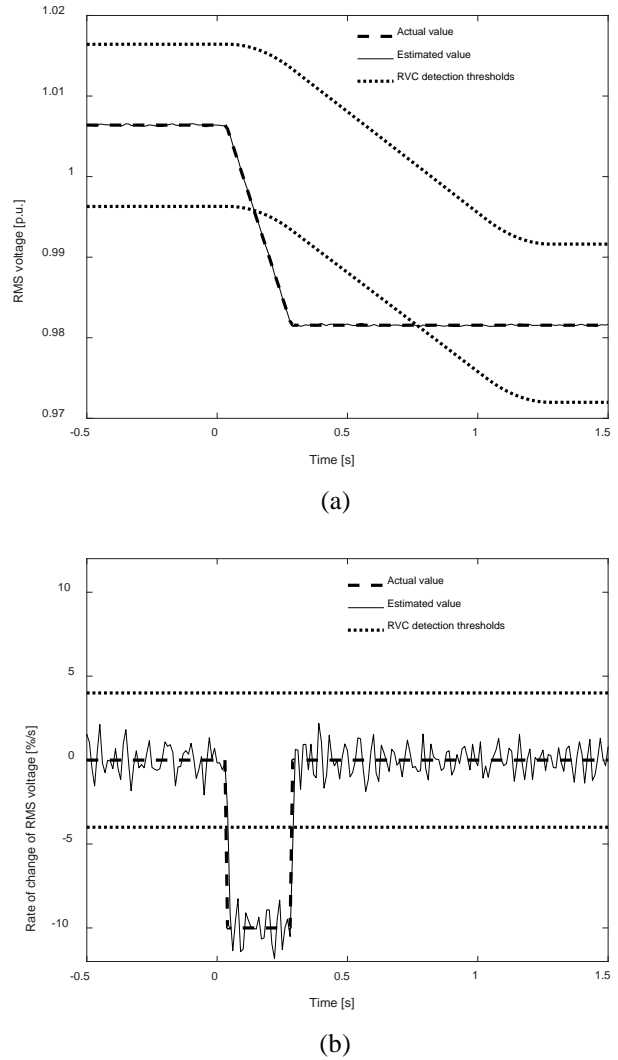 1.02
Actual value
Estimated value
RVC detection thresholds
1.01
1
0.99
0.98
0.97
RMS voltage [p.u.]
-0.5 0 0.5 1 1.5
Time [s]
(a)
10
Actual value
Estimated value
RVC detection thresholds
5
0
-5
-10
Rate of change of RMS voltage [%/s]
-0.5 0 0.5 1 1.5
Time [s]
(b)